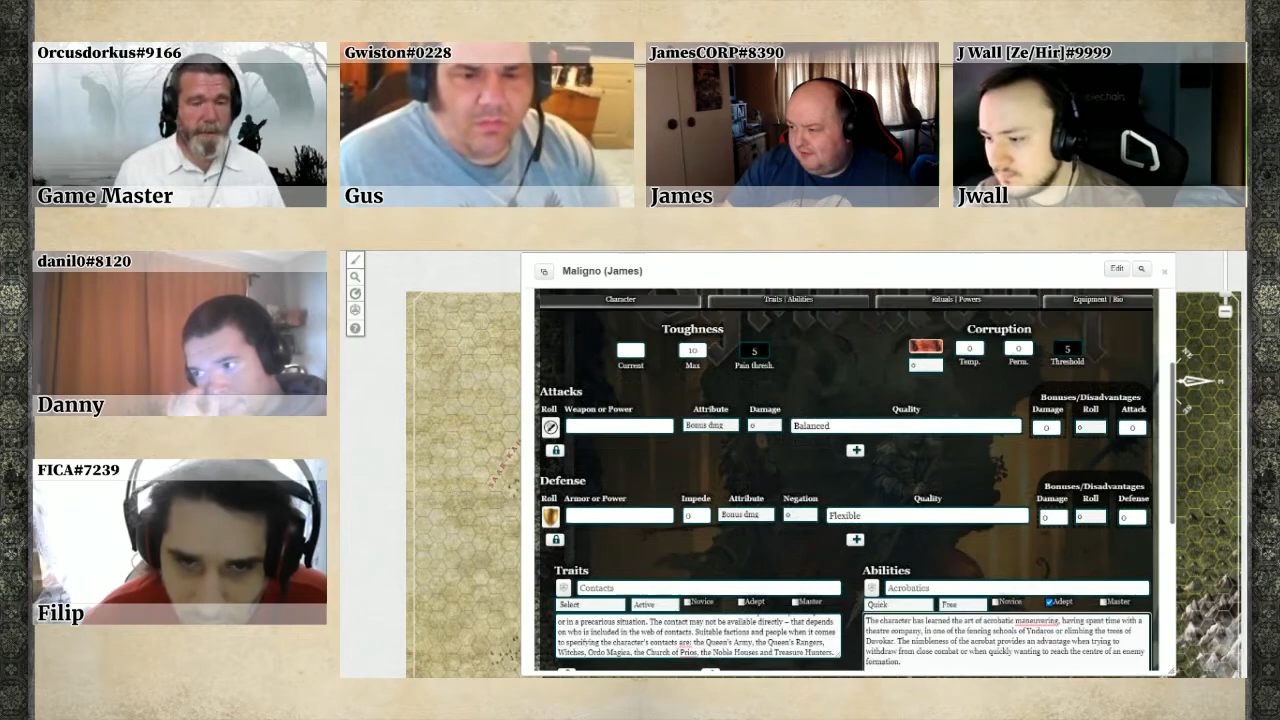 Orcusdorkus#9166
Gwiston#0228
JamesCORP#8390
J Wall [Ze/Hir]#9999
Game Master
Gus
James
Jwall
danil0#8120
Danny
FICA#7239
Filip
Maligno (James)
Edit
Character
Traits | Abilities
Rituals | Powers
Equipment | Bio
Toughness
Corruption
10
5
0
0
5
0
Current
Max
Pain thresh.
Temp.
Perm.
Threshold
Attacks
Bonuses/Disadvantages
Roll
Weapon or Power
Attribute
Damage
Quality
Damage
Roll
Attack
Bonus dmg
0
Balanced
0
0
0
Defense
Bonuses/Disadvantages
Roll
Armor or Power
Impede
Attribute
Negation
Quality
Damage
Roll
Defense
0
Bonus dmg
0
Flexible
0
0
0
Traits
Contacts
Select
Active
Novice
Adept
Master
or in a precarious situation. The contact may not be available directly – that depends
on who is included in the web of contacts. Suitable factions and people when it comes
to specifying the character's contacts are: the Queen's Army, the Queen's Rangers,
Witches, Ordo Magica, the Church of Prios, the Noble Houses and Treasure Hunters.
Abilities
Acrobatics
Quick
Free
Novice
Adept
Master
The character has learned the art of acrobatic maneuvering, having spent time with a
theatre company, in one of the fencing schools of Yndaros or climbing the trees of
Davokar. The nimbleness of the acrobat provides an advantage when trying to
withdraw from close combat or when quickly wanting to reach the centre of an enemy
formation.